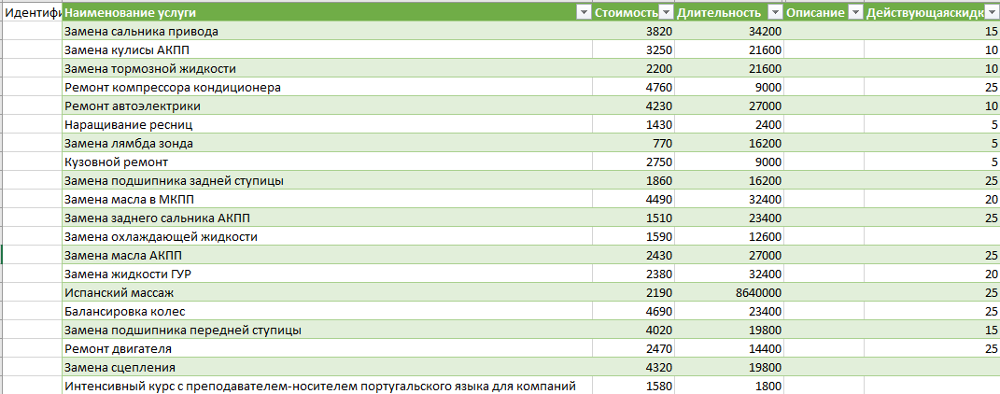 Идентифи Наименование услуги Стоимость Длительность Описание Действующаяскидк
Замена сальника привода 3820 34200 15
Замена кулисы АКПП 3250 21600 10
Замена тормозной жидкости 2200 21600 10
Ремонт компрессора кондиционера 4760 9000 25
Ремонт автоэлектрики 4230 27000 10
Наращивание ресниц 1430 2400 5
Замена лямбда зонда 770 16200 5
Кузовной ремонт 2750 9000 5
Замена подшипника задней ступицы 1860 16200 25
Замена масла в МКПП 4490 32400 20
Замена заднего сальника АКПП 1510 23400 25
Замена охлаждающей жидкости 1590 12600
Замена масла АКПП 2430 27000 25
Замена жидкости ГУР 2380 32400 20
Испанский массаж 2190 8640000 25
Балансировка колес 4690 23400 25
Замена подшипника передней ступицы 4020 19800 15
Ремонт двигателя 2470 14400 25
Замена сцепления 4320 19800
Интенсивный курс с преподавателем-носителем португальского языка для компаний 1580 1800